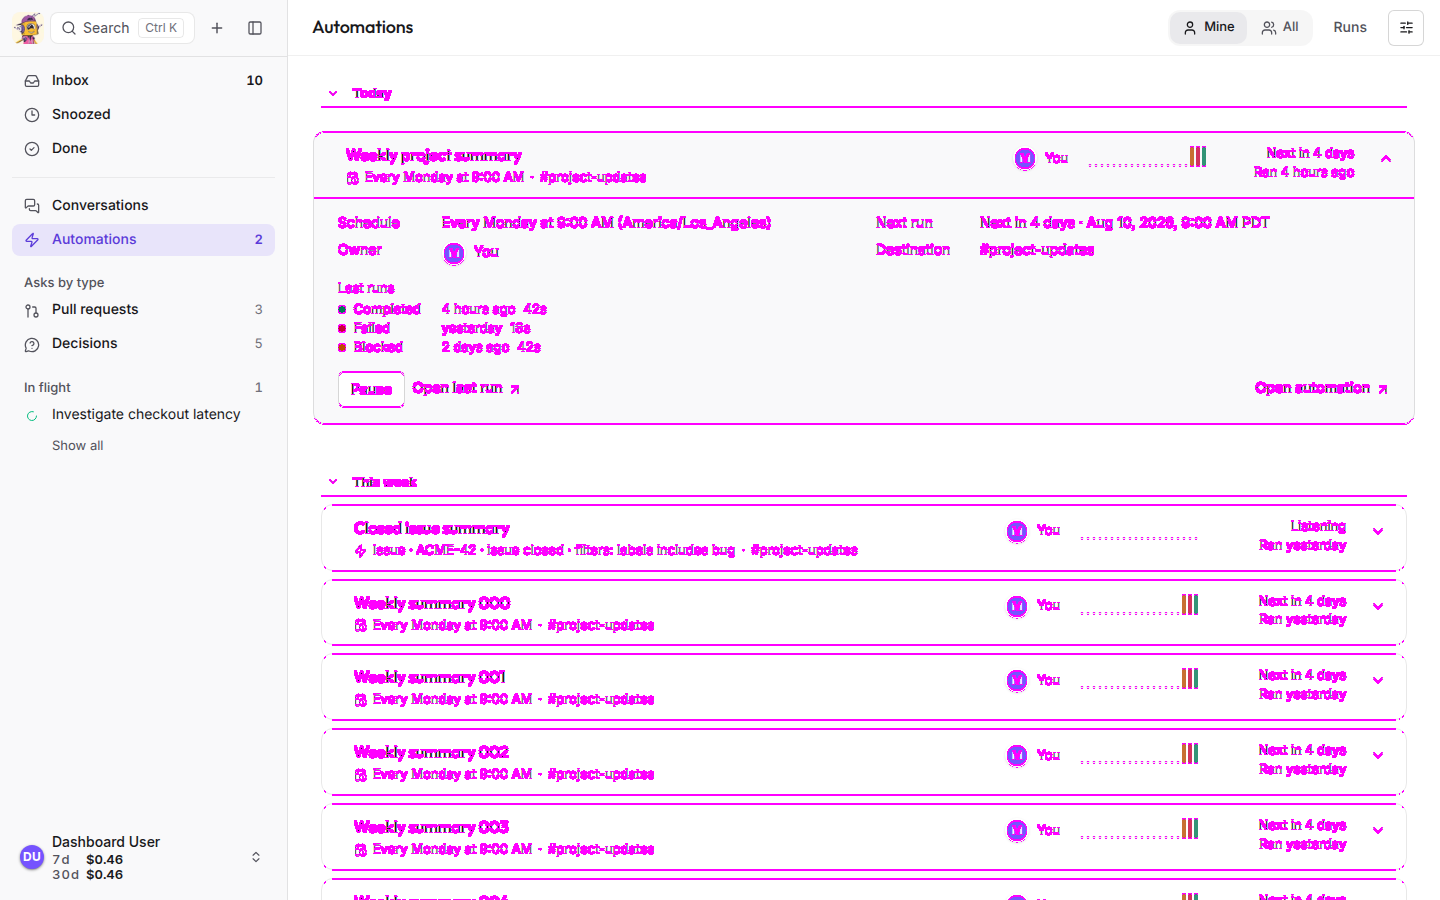 Search Ctrl K
Automations
Mine
All
Runs
Inbox 10
Snoozed
Done
Conversations
Automations 2
Asks by type
Pull requests 3
Decisions 5
In flight 1
Investigate checkout latency
Show all
Dashboard User
DU
7d $0.46
30d $0.46
Today
Weekly project summary
Every Monday at 9:00 AM · #project-updates
You
Next in 4 days
Ran 4 hours ago
Schedule Every Monday at 9:00 AM (America/Los_Angeles)
Next run Next in 4 days · Aug 10, 2026, 9:00 AM PDT
Owner You
Destination #project-updates
Last runs
Completed 4 hours ago 42s
Failed yesterday 18s
Blocked 2 days ago 42s
Pause Open last run
Open automation
This week
Closed issue summary
Issue · ACME-42 · issue closed · filters: labels includes bug · #project-updates
You
Listening
Ran yesterday
Weekly summary 000
Every Monday at 9:00 AM · #project-updates
You
Next in 4 days
Ran yesterday
Weekly summary 001
Every Monday at 9:00 AM · #project-updates
You
Next in 4 days
Ran yesterday
Weekly summary 002
Every Monday at 9:00 AM · #project-updates
You
Next in 4 days
Ran yesterday
Weekly summary 003
Every Monday at 9:00 AM · #project-updates
You
Next in 4 days
Ran yesterday